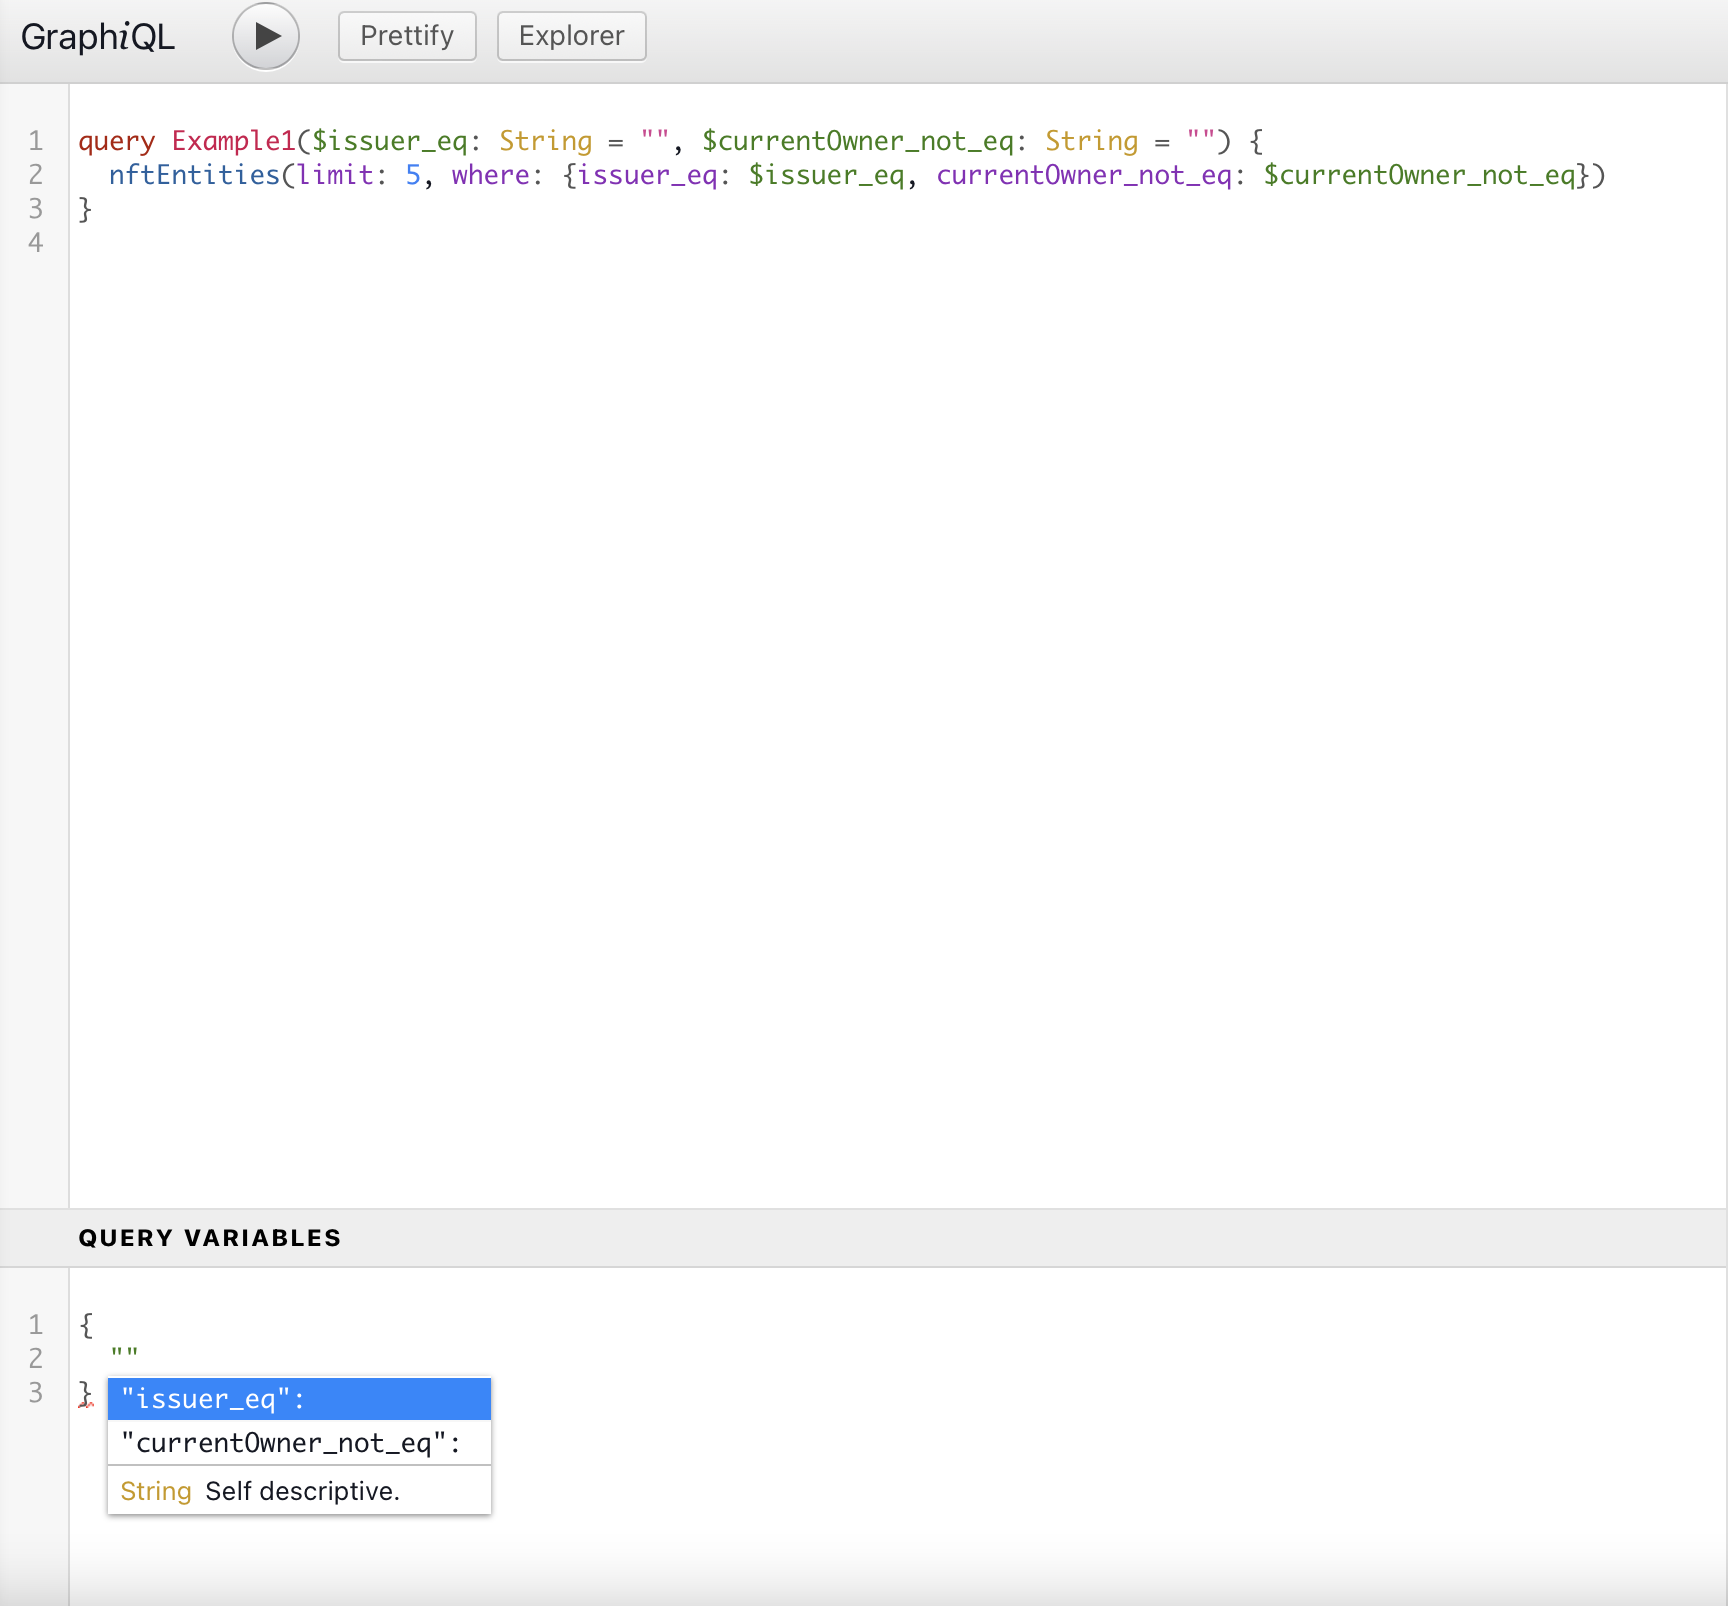 GraphiQL Prettify Explorer
1 query Example1($issuer_eq: String = "", $currentOwner_not_eq: String = "") {
2   nftEntities(limit: 5, where: {issuer_eq: $issuer_eq, currentOwner_not_eq: $currentOwner_not_eq})
3 }
4
QUERY VARIABLES
1 {
2   ""
3 }
"issuer_eq":
"currentOwner_not_eq":
String Self descriptive.